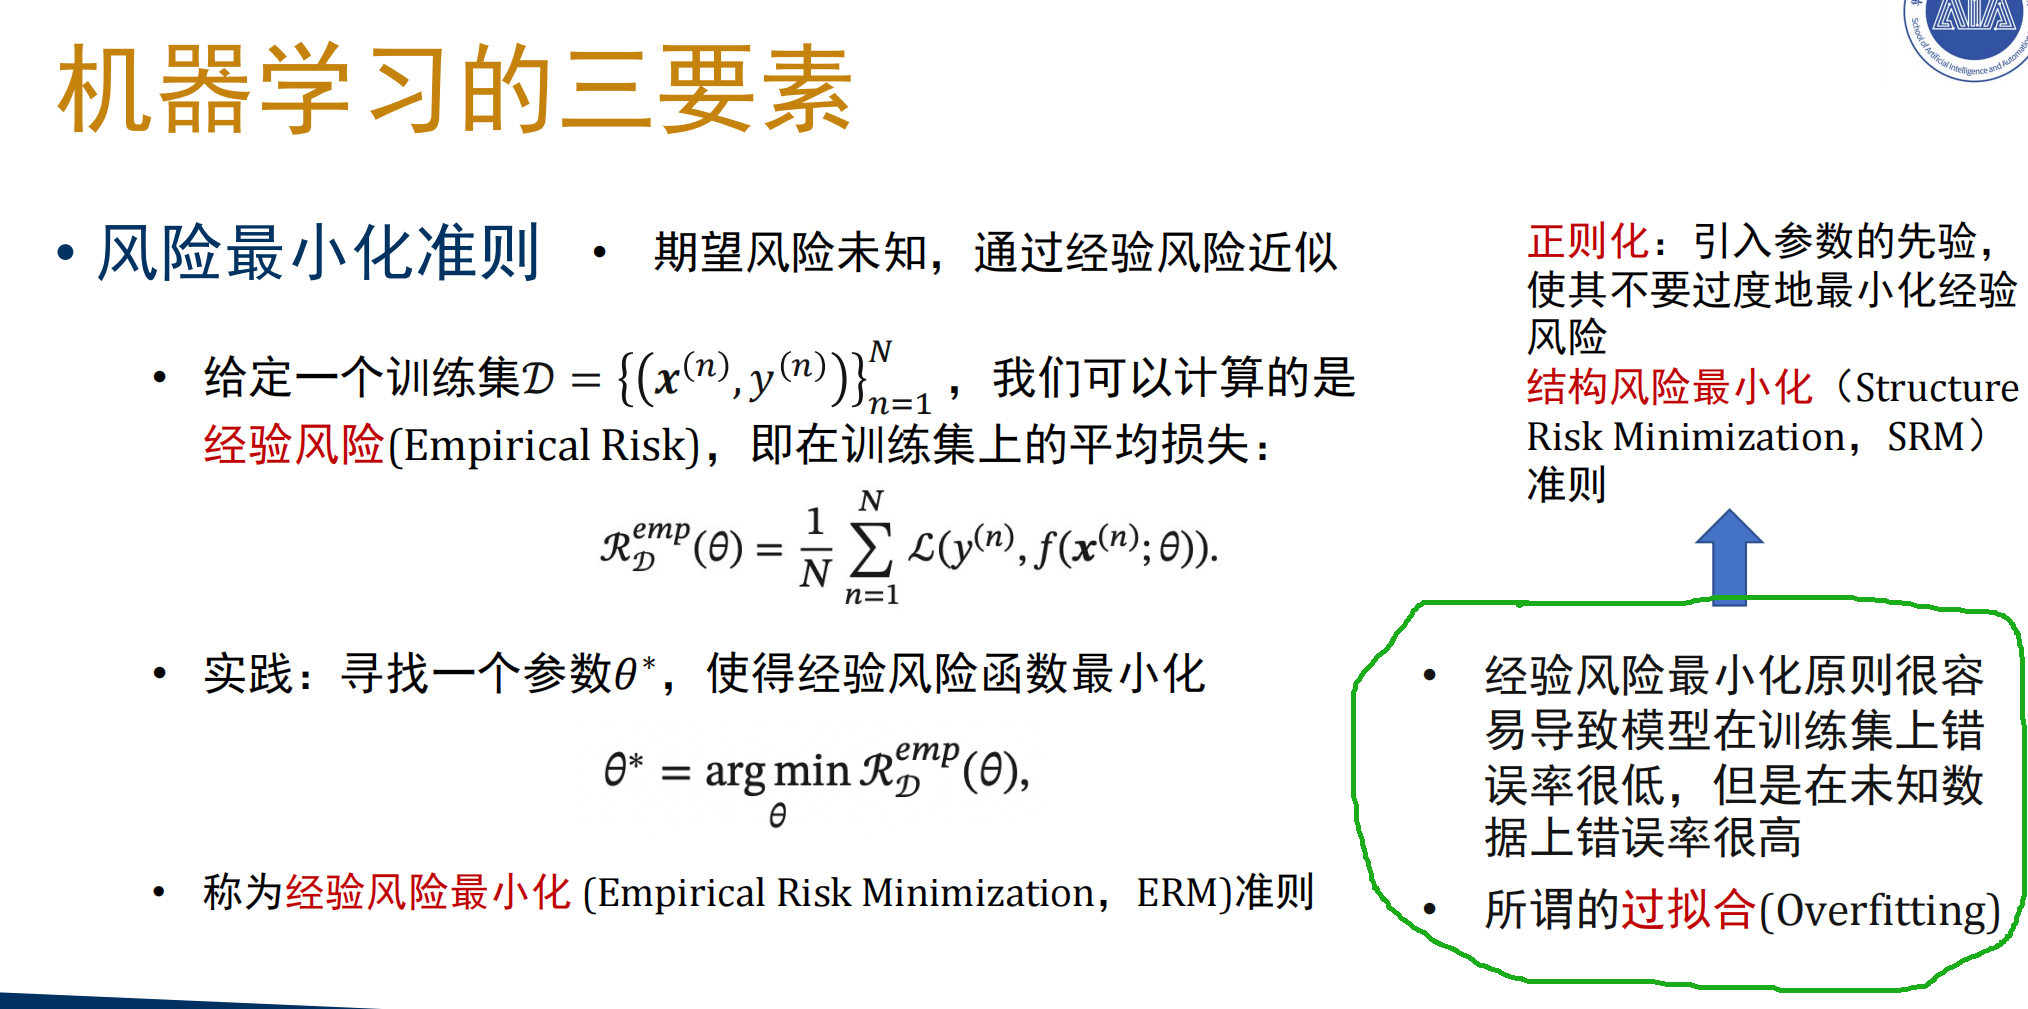 机器学习的三要素
School of Artificial Intelligence and Automation
• 风险最小化准则
• 期望风险未知，通过经验风险近似
• 给定一个训练集𝒟 = {(𝒙⁽ⁿ⁾, y⁽ⁿ⁾)}ᴺₙ₌₁ ，我们可以计算的是
经验风险(Empirical Risk)，即在训练集上的平均损失：
ℛ_𝒟^{emp}(θ) = \frac{1}{N} \sum_{n=1}^{N} ℒ(y^{(n)}, f(𝒙^{(n)}; θ)).
• 实践：寻找一个参数θ*，使得经验风险函数最小化
θ* = \arg\min_θ ℛ_𝒟^{emp}(θ),
• 称为经验风险最小化 (Empirical Risk Minimization，ERM)准则
正则化：引入参数的先验，
使其不要过度地最小化经验
风险
结构风险最小化（Structure
Risk Minimization，SRM）
准则
• 经验风险最小化原则很容
易导致模型在训练集上错
误率很低，但是在未知数
据上错误率很高
• 所谓的过拟合(Overfitting)